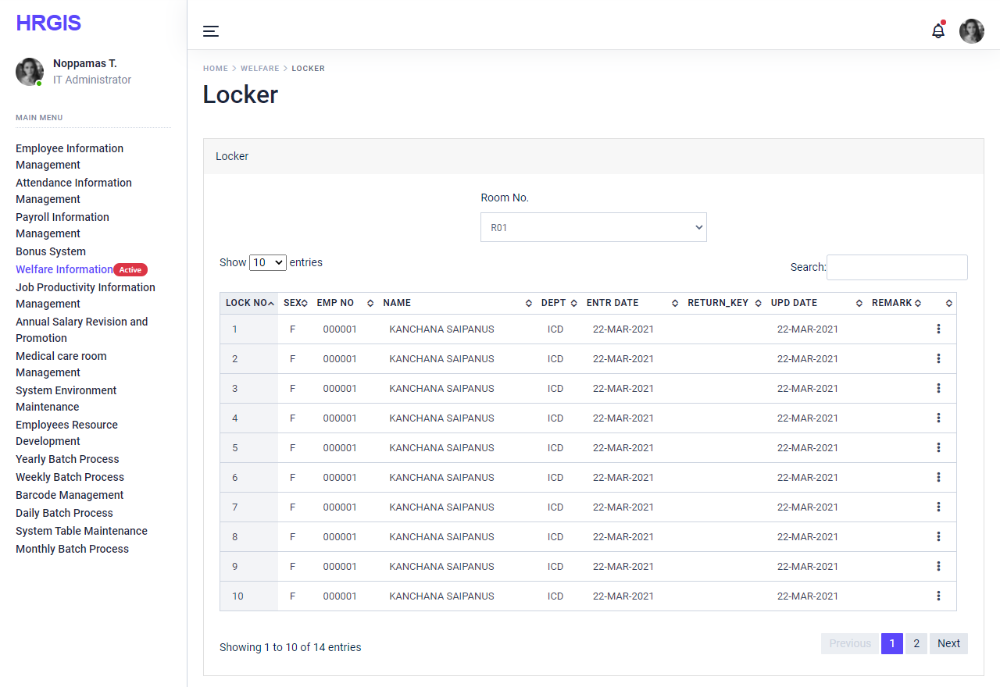 HRGIS
Noppamas T.
IT Administrator
MAIN MENU
Employee Information
Management
Attendance Information
Management
Payroll Information
Management
Bonus System
Welfare Information Active
Job Productivity Information
Management
Annual Salary Revision and
Promotion
Medical care room
Management
System Environment
Maintenance
Employees Resource
Development
Yearly Batch Process
Weekly Batch Process
Barcode Management
Daily Batch Process
System Table Maintenance
Monthly Batch Process
HOME > WELFARE > LOCKER
Locker
Locker
Room No.
R01
Show 10 entries
Search:
LOCK NO SEX EMP NO NAME DEPT ENTR DATE RETURN_KEY UPD DATE REMARK
1 F 000001 KANCHANA SAIPANUS ICD 22-MAR-2021 22-MAR-2021
2 F 000001 KANCHANA SAIPANUS ICD 22-MAR-2021 22-MAR-2021
3 F 000001 KANCHANA SAIPANUS ICD 22-MAR-2021 22-MAR-2021
4 F 000001 KANCHANA SAIPANUS ICD 22-MAR-2021 22-MAR-2021
5 F 000001 KANCHANA SAIPANUS ICD 22-MAR-2021 22-MAR-2021
6 F 000001 KANCHANA SAIPANUS ICD 22-MAR-2021 22-MAR-2021
7 F 000001 KANCHANA SAIPANUS ICD 22-MAR-2021 22-MAR-2021
8 F 000001 KANCHANA SAIPANUS ICD 22-MAR-2021 22-MAR-2021
9 F 000001 KANCHANA SAIPANUS ICD 22-MAR-2021 22-MAR-2021
10 F 000001 KANCHANA SAIPANUS ICD 22-MAR-2021 22-MAR-2021
Showing 1 to 10 of 14 entries
Previous 1 2 Next